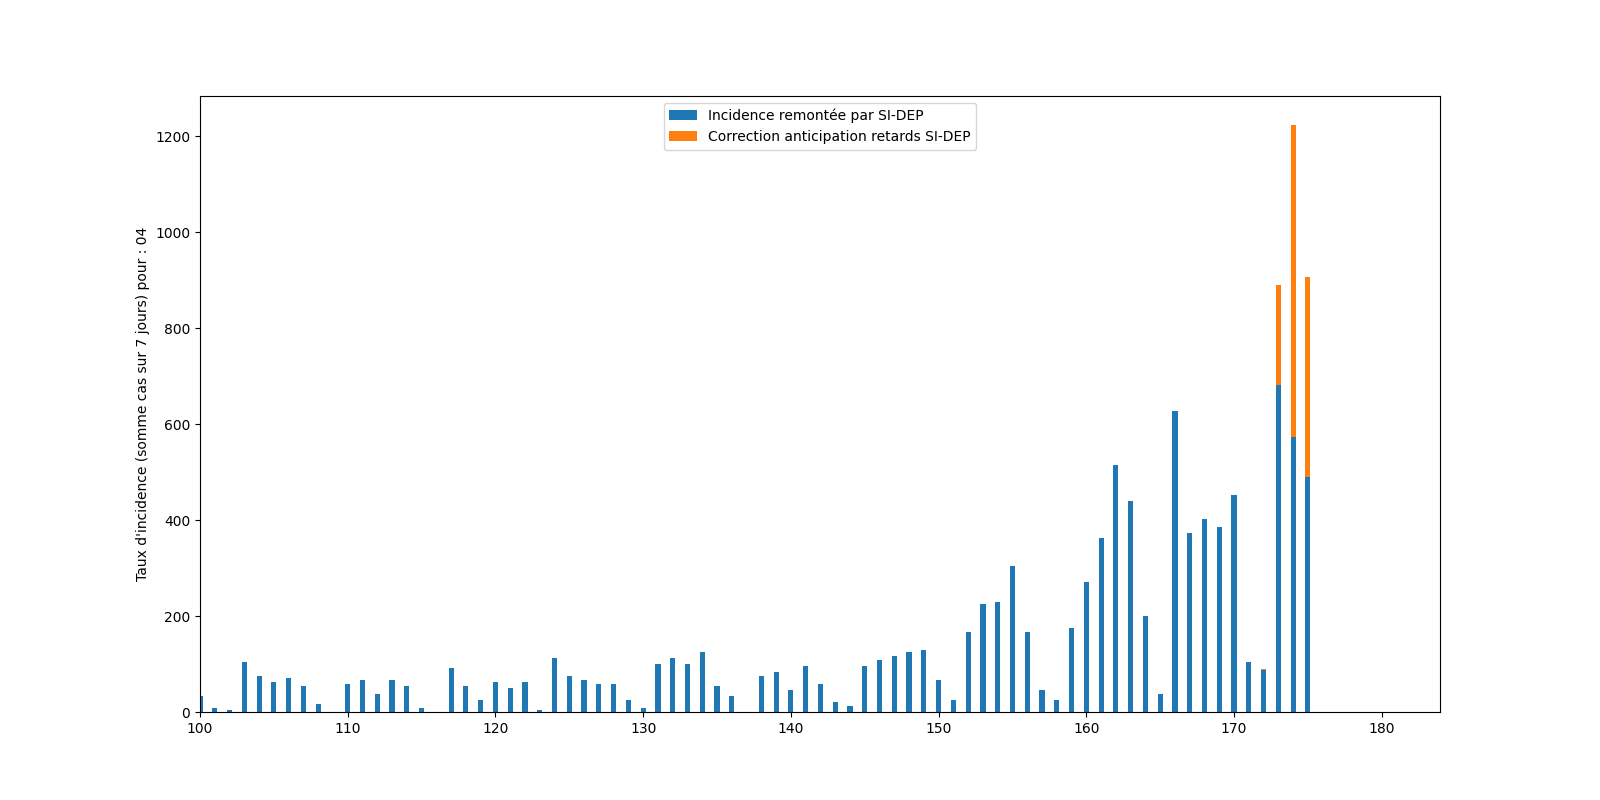 Incidence remontée par SI-DEP
Correction anticipation retards SI-DEP
Taux d'incidence (somme cas sur 7 jours) pour : 04
1200
1000
800
600
400
200
0
100 110 120 130 140 150 160 170 180